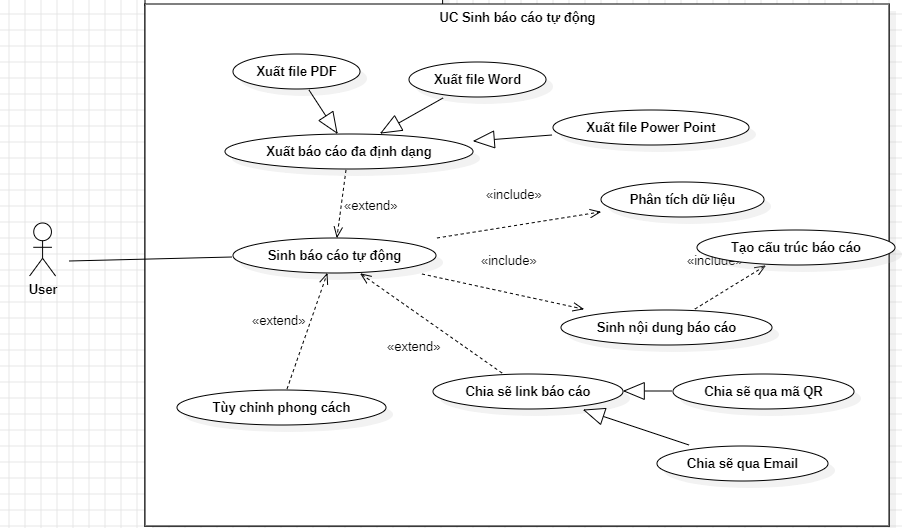 UC Sinh báo cáo tự động
Xuất file PDF
Xuất file Word
Xuất file Power Point
Xuất báo cáo đa định dạng
«extend»
«include»
Phân tích dữ liệu
Sinh báo cáo tự động
«include»
Tạo cấu trúc báo cáo
«include»
User
«extend»
Sinh nội dung báo cáo
«extend»
Tùy chỉnh phong cách
Chia sẽ link báo cáo
Chia sẽ qua mã QR
Chia sẽ qua Email